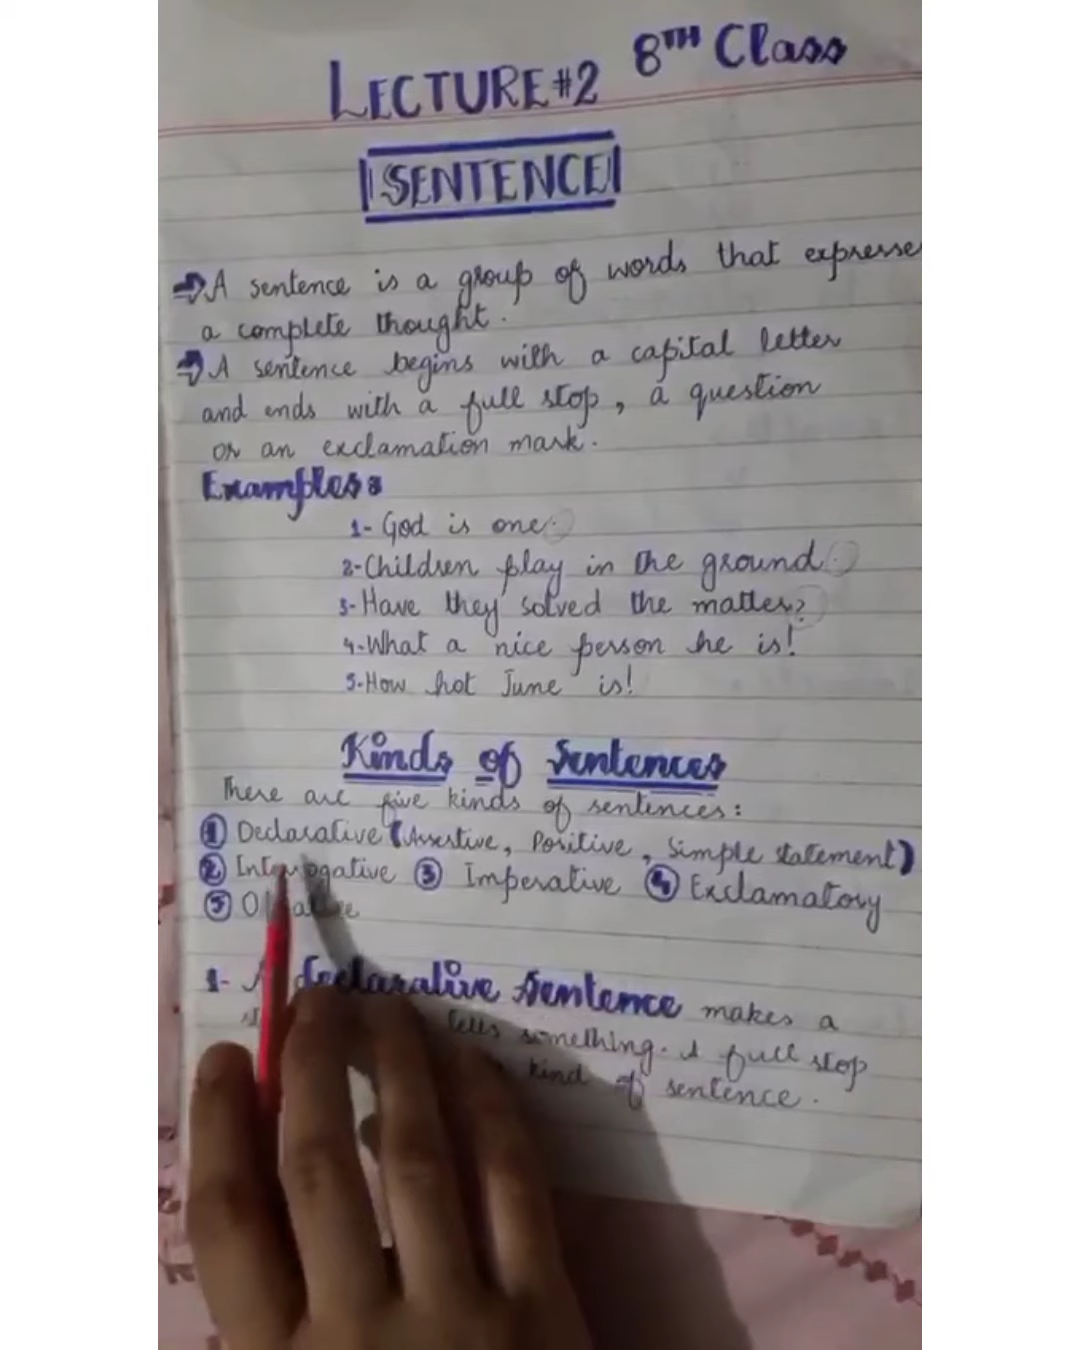 LECTURE#2 8TH Class
SENTENCE
A sentence is a group of words that expresse
a complete thought.
A sentence begins with a capital letter
and ends with a full stop, a question
or an exclamation mark.
Examples:
1- God is one.
2- Children play in the ground.
3- Have they solved the matter?
4- What a nice person he is!
5- How hot June is!
Kinds of Sentences
There are five kinds of sentences:
① Declarative (Assertive, Positive, Simple statement)
② Interrogative ③ Imperative ④ Exclamatory
⑤
1- A declarative Sentence makes a
tells something. A full stop
kind of sentence.